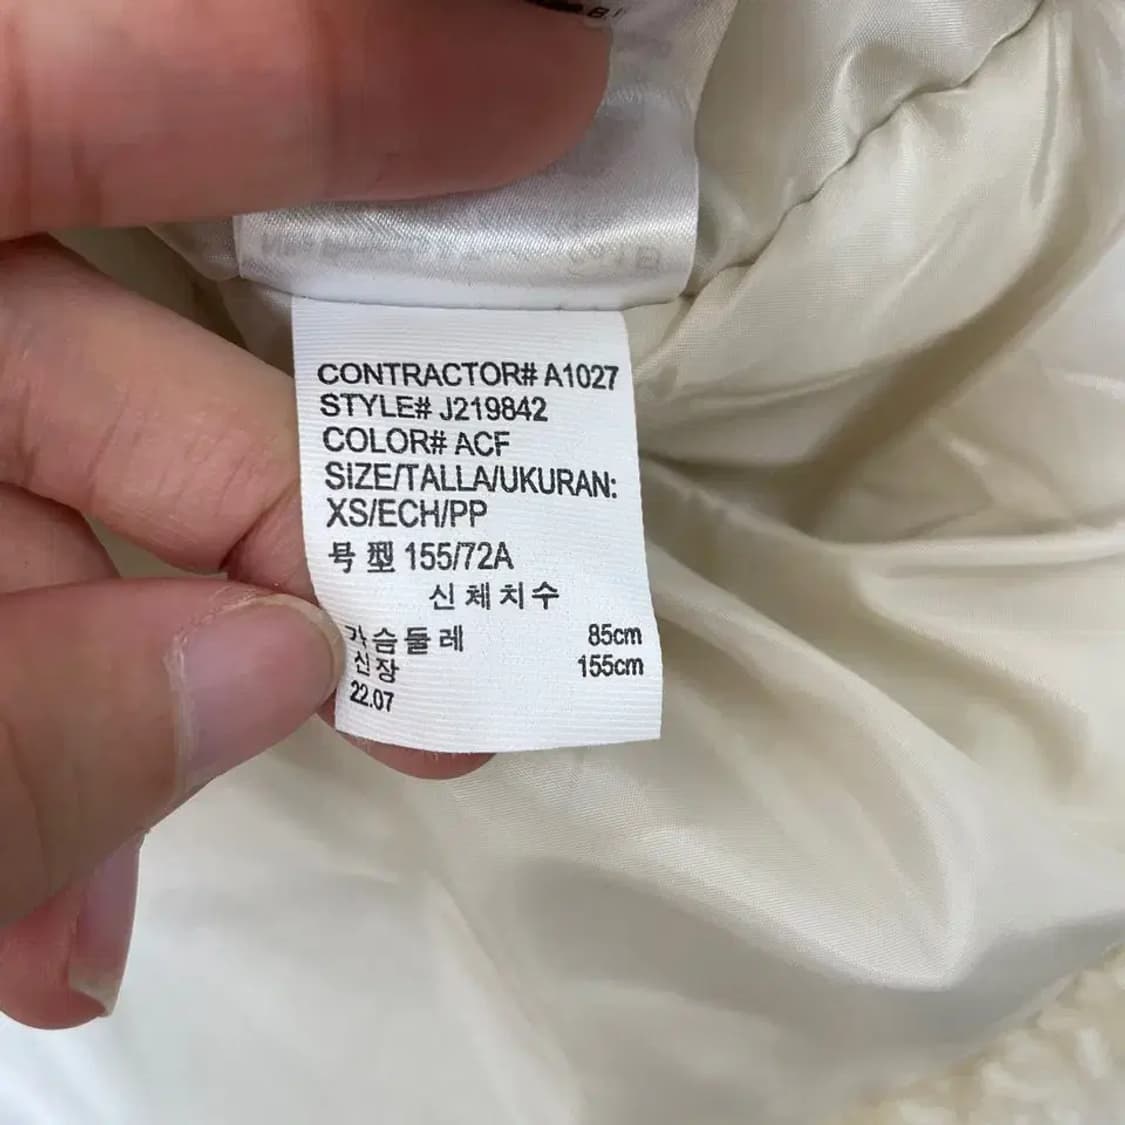 CONTRACTOR# A1027
STYLE# J219842
COLOR# ACF
SIZE/TALLA/UKURAN:
XS/ECH/PP
号型 155/72A
신체치수
가슴둘레 85cm
신장 155cm
22.07